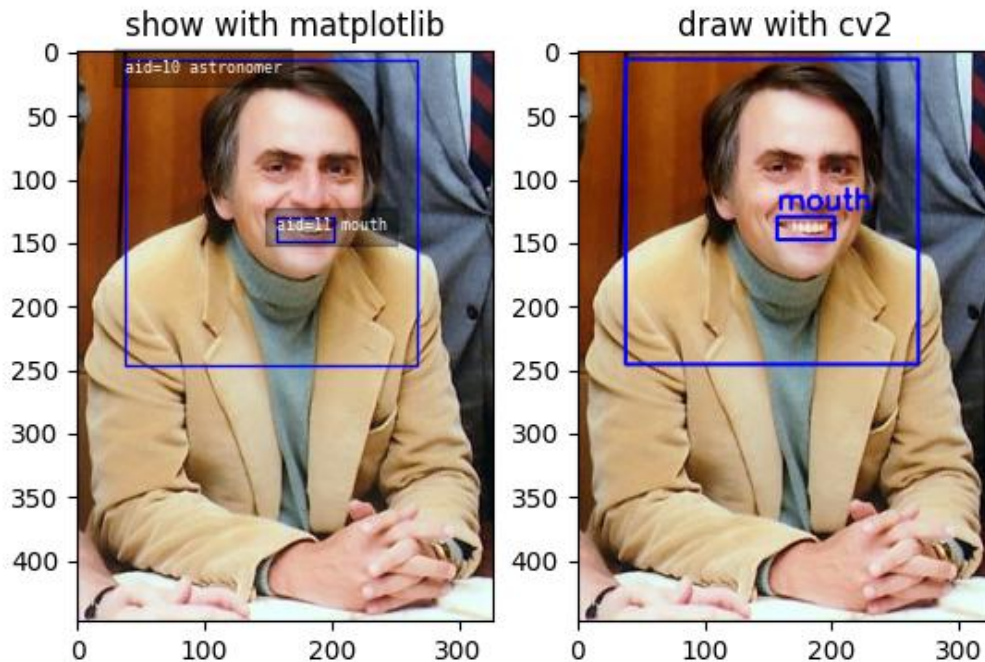 show with matplotlib
draw with cv2
aid=10 astronomer
aid=11 mouth
mouth
0
50
100
150
200
250
300
350
400
0 100 200 300
0
50
100
150
200
250
300
350
400
0 100 200 300